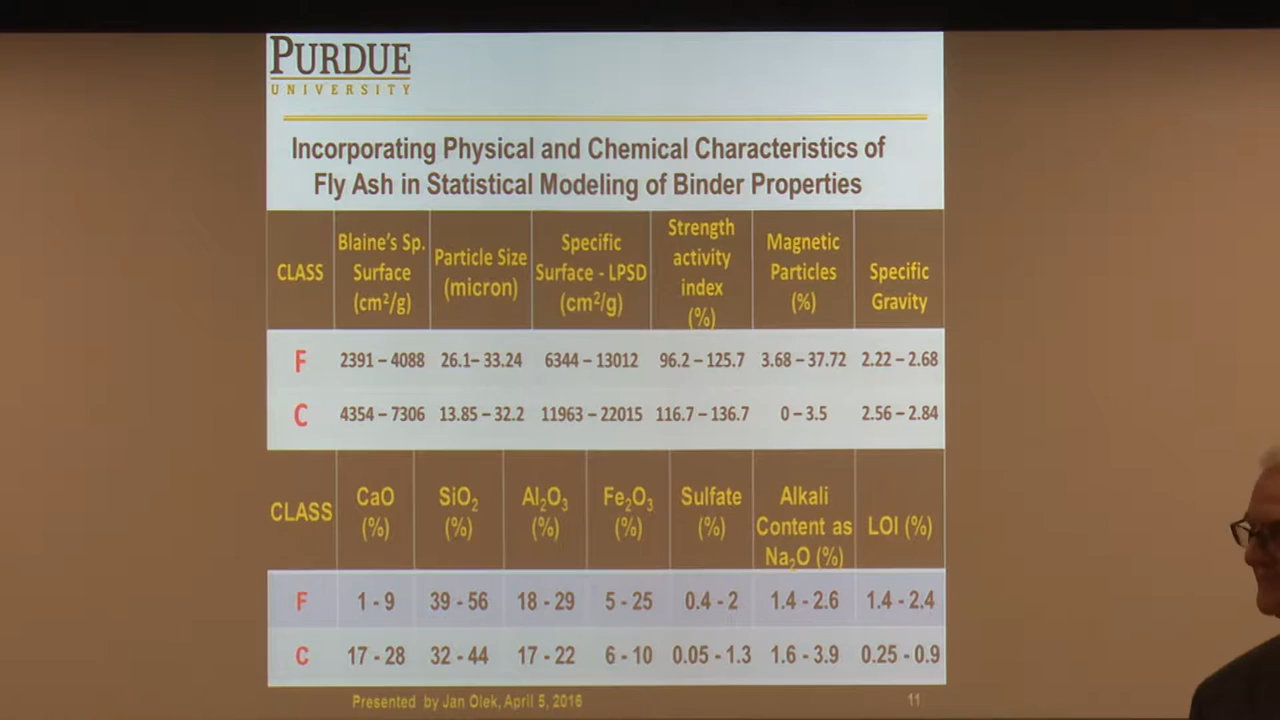 PURDUE
UNIVERSITY
Incorporating Physical and Chemical Characteristics of
Fly Ash in Statistical Modeling of Binder Properties
CLASS Blaine's Sp. Surface (cm²/g) Particle Size (micron) Specific Surface - LPSD (cm²/g) Strength activity index (%) Magnetic Particles (%) Specific Gravity
F 2391 – 4088 26.1– 33.24 6344 – 13012 96.2 – 125.7 3.68 – 37.72 2.22 – 2.68
C 4354 – 7306 13.85 – 32.2 11963 – 22015 116.7 – 136.7 0 – 3.5 2.56 – 2.84
CLASS CaO (%) SiO₂ (%) Al₂O₃ (%) Fe₂O₃ (%) Sulfate (%) Alkali Content as Na₂O (%) LOI (%)
F 1 - 9 39 - 56 18 - 29 5 - 25 0.4 - 2 1.4 - 2.6 1.4 - 2.4
C 17 - 28 32 - 44 17 - 22 6 - 10 0.05 - 1.3 1.6 - 3.9 0.25 - 0.9
Presented by Jan Olek, April 5, 2016 11